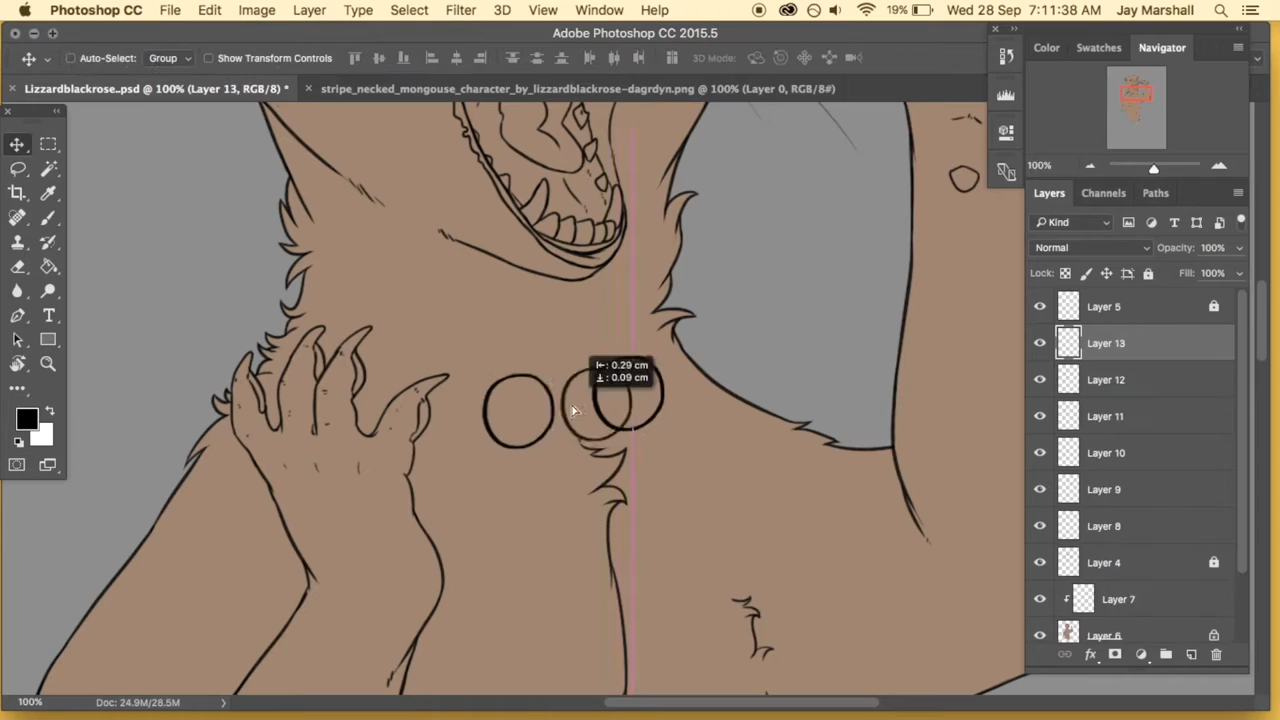 Photoshop CC File Edit Image Layer Type Select Filter 3D View Window Help 19% Wed 28 Sep 7:11:38 AM Jay Marshall
Adobe Photoshop CC 2015.5
Auto-Select: Group Show Transform Controls 3D Mode:
Lizzardblackrose..psd @ 100% (Layer 13, RGB/8) * stripe_necked_mongouse_character_by_lizzardblackrose-dagrdyn.png @ 100% (Layer 0, RGB/8#)
Color Swatches Navigator
100%
Layers Channels Paths
Kind
Normal Opacity: 100%
Lock: Fill: 100%
Layer 5
Layer 13
Layer 12
Layer 11
Layer 10
Layer 9
Layer 8
Layer 4
Layer 7
Layer 6
: 0.29 cm
: 0.09 cm
100% Doc: 24.9M/28.5M